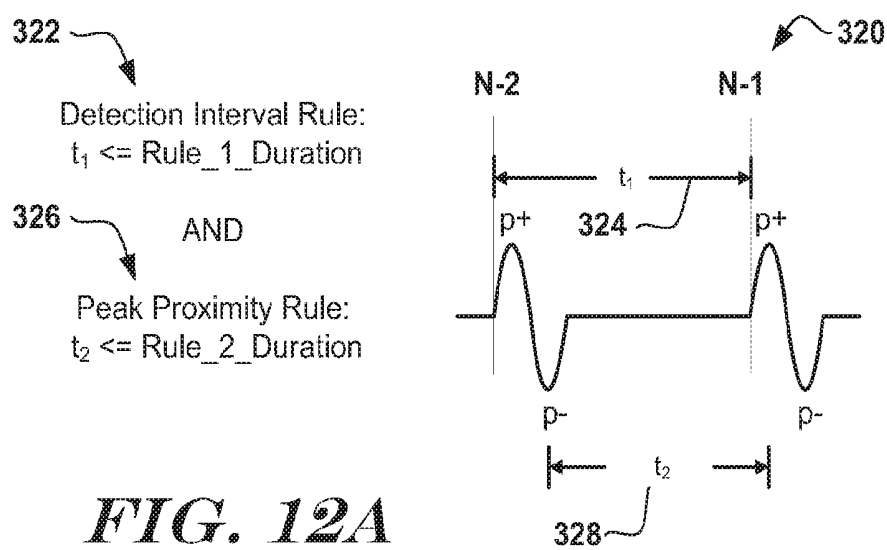 322
320
N-2 N-1
Detection Interval Rule:
t₁ <= Rule_1_Duration
t₁
324
326
AND
p+ p+
Peak Proximity Rule:
t₂ <= Rule_2_Duration
p- p-
t₂
328
FIG. 12A